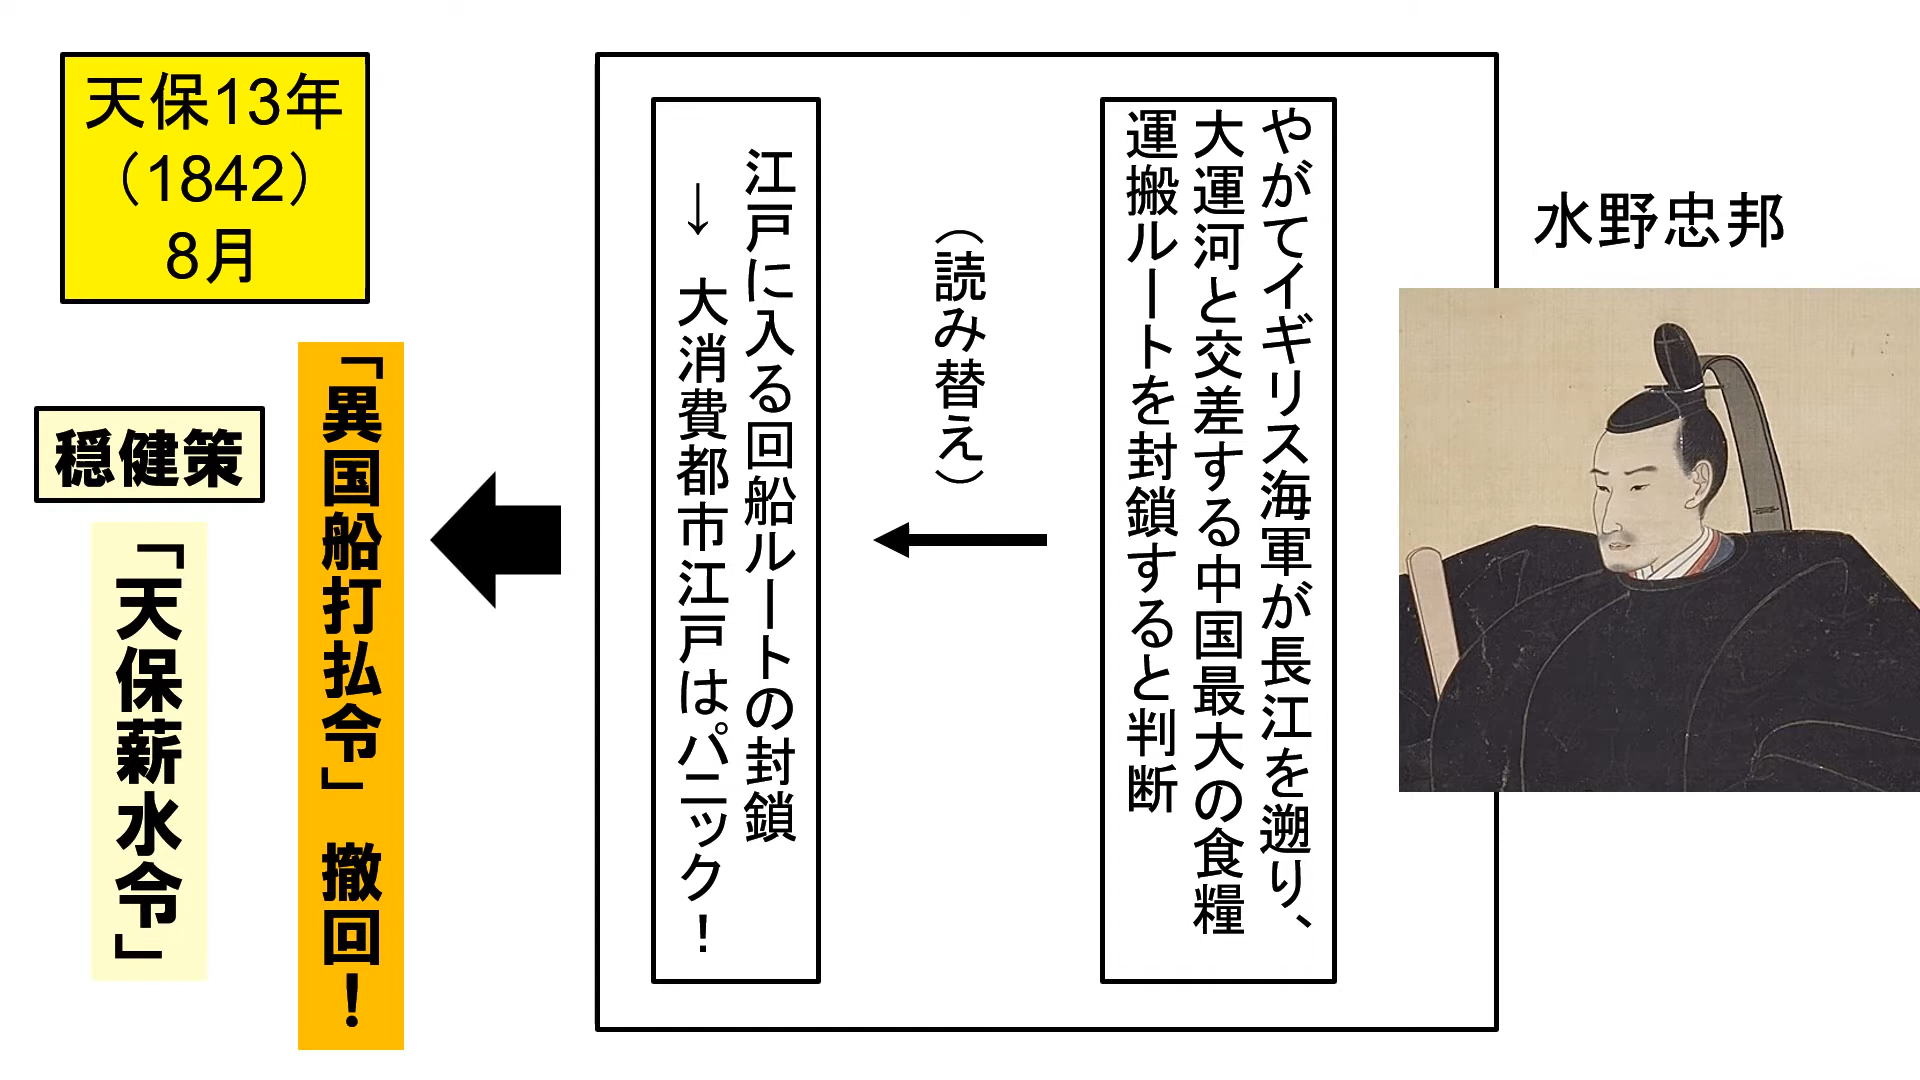 水野忠邦
やがてイギリス海軍が長江を遡り、
大運河と交差する中国最大の食糧
運搬ルートを封鎖すると判断
（読み替え）
江戸に入る回船ルートの封鎖
→ 大消費都市江戸はパニック！
天保13年
（1842）
8月
「異国船打払令」 撤回！
穏健策
「天保薪水令」